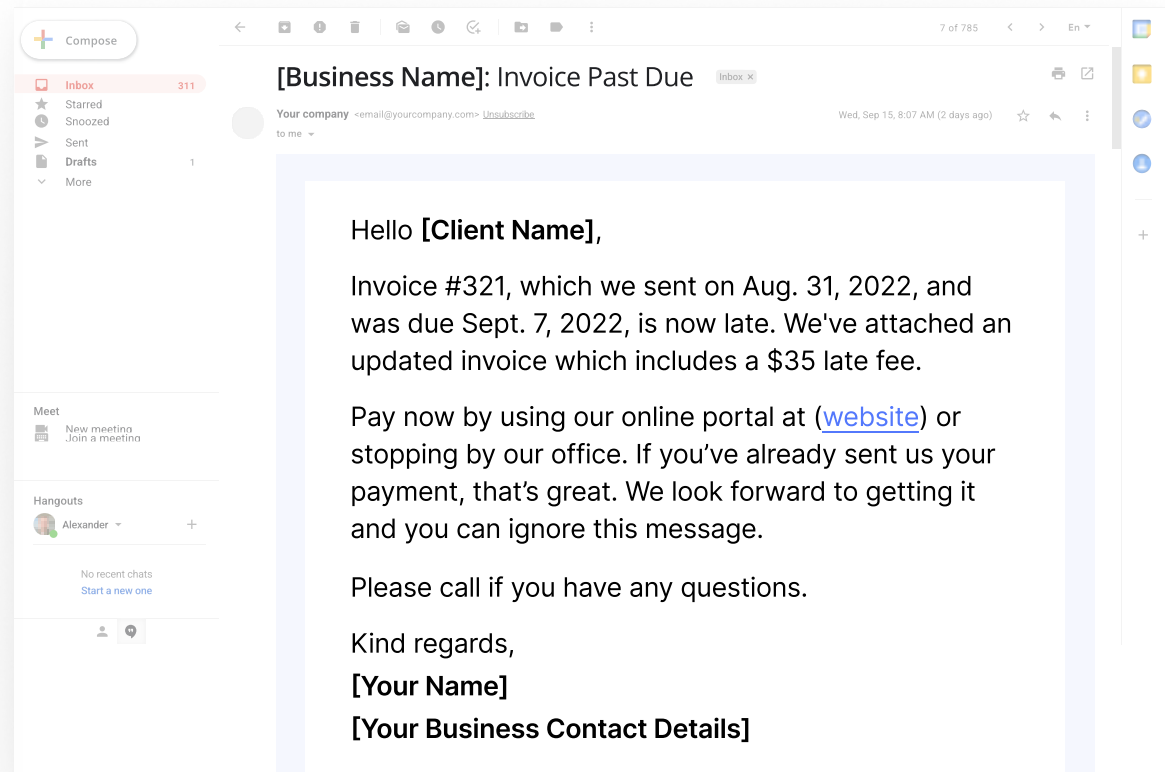 Compose
Inbox 311
Starred
Snoozed
Sent
Drafts 1
More
Meet
New meeting
Join a meeting
Hangouts
Alexander
No recent chats
Start a new one
7 of 785
En
[Business Name]: Invoice Past Due
Inbox ×
Your company <email@yourcompany.com> Unsubscribe
Wed, Sep 15, 8:07 AM (2 days ago)
to me
Hello [Client Name],
Invoice #321, which we sent on Aug. 31, 2022, and
was due Sept. 7, 2022, is now late. We've attached an
updated invoice which includes a $35 late fee.
Pay now by using our online portal at (website) or
stopping by our office. If you’ve already sent us your
payment, that’s great. We look forward to getting it
and you can ignore this message.
Please call if you have any questions.
Kind regards,
[Your Name]
[Your Business Contact Details]